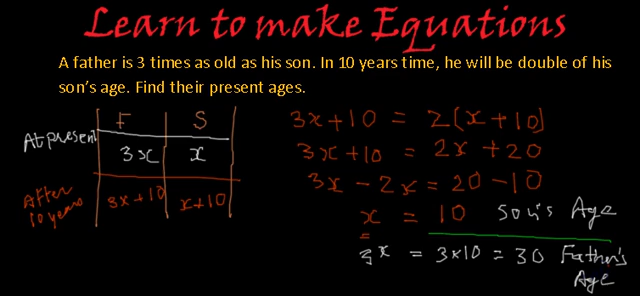 Learn to make Equations
A father is 3 times as old as his son. In 10 years time, he will be double of his
son's age. Find their present ages.
F S
At present 3x x
After 10 years 3x+10 x+10
3x+10 = 2(x+10)
3x+10 = 2x+20
3x-2x = 20-10
x = 10 Son's Age
3x = 3×10 = 30 Father's
Age